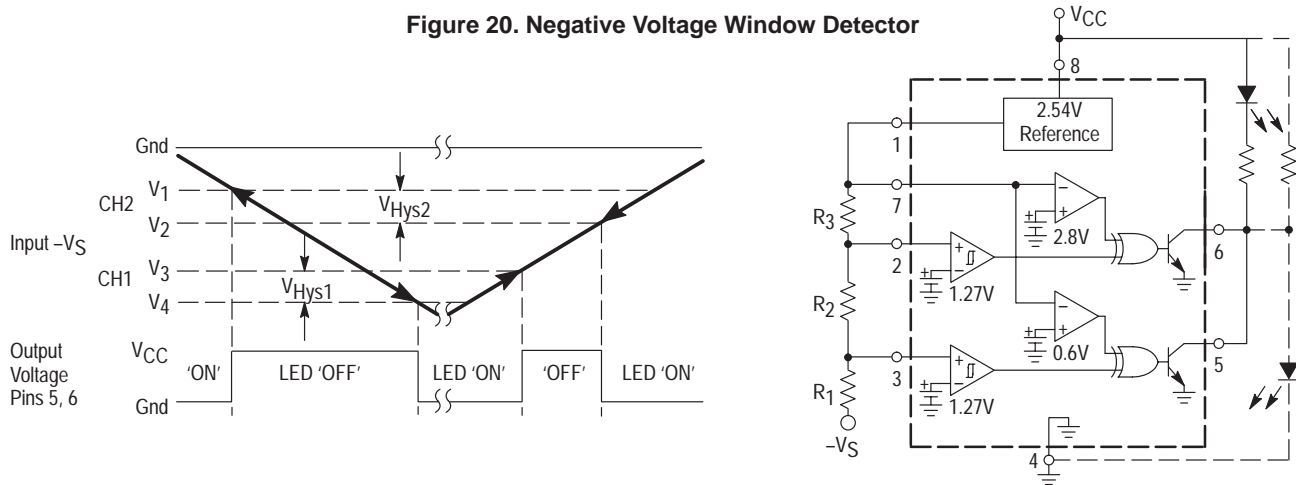 Figure 20. Negative Voltage Window Detector
Input –VS
CH2
CH1
Gnd
V1
V2
V3
V4
VHys2
VHys1
Output
Voltage
Pins 5, 6
VCC
Gnd
'ON'
LED 'OFF'
LED 'ON'
'OFF'
LED 'ON'
VCC
8
2.54V
Reference
1
7
R3
2
R2
3
R1
–VS
+
–
1.27V
+
–
1.27V
–
+
2.8V
–
+
0.6V
+
+
+
+
6
5
4